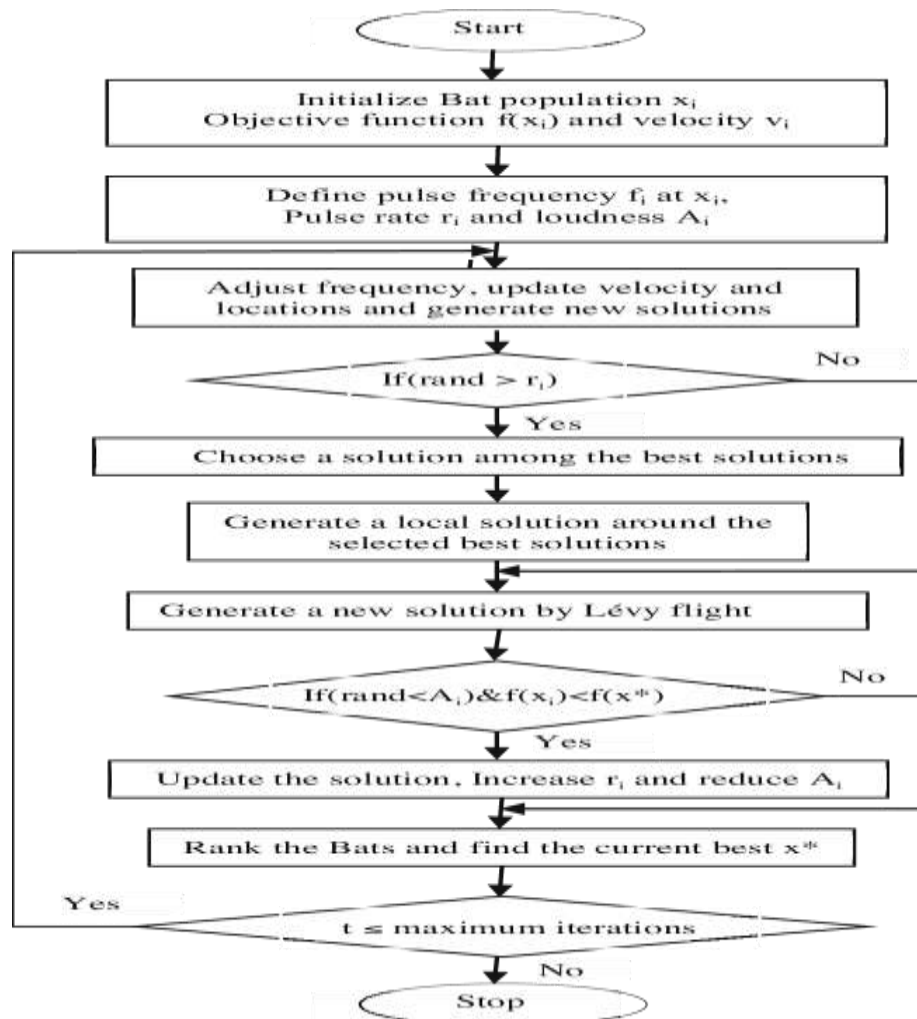 Start
Initialize Bat population xᵢ
Objective function f(xᵢ) and velocity vᵢ
Define pulse frequency fᵢ at xᵢ,
Pulse rate rᵢ and loudness Aᵢ
Adjust frequency, update velocity and
locations and generate new solutions
No
If(rand > rᵢ)
Yes
Choose a solution among the best solutions
Generate a local solution around the
selected best solutions
Generate a new solution by Lévy flight
If(rand<Aᵢ)&f(xᵢ)<f(x*)
No
Yes
Update the solution, Increase rᵢ and reduce Aᵢ
Rank the Bats and find the current best x*
Yes
t ≤ maximum iterations
No
Stop